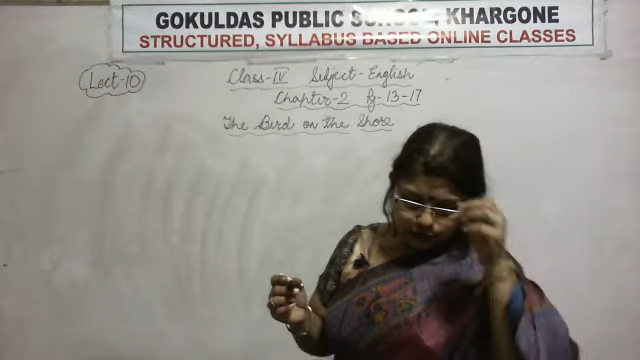 GOKULDAS PUBLIC SCHOOL, KHARGONE
STRUCTURED, SYLLABUS BASED ONLINE CLASSES
Lect-10
Class-IV Subject-English
Chapter-2 Pg-13-17
The Bird on the Shore